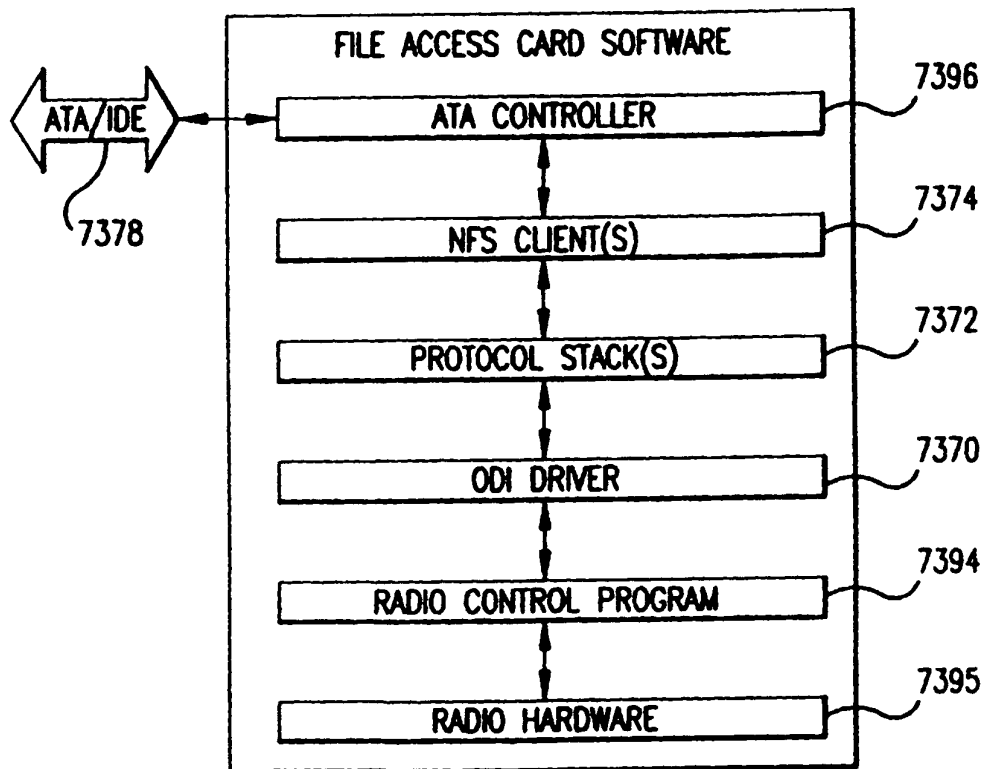 FILE ACCESS CARD SOFTWARE
7396
ATA/IDE
ATA CONTROLLER
7378
7374
NFS CLIENT(S)
7372
PROTOCOL STACK(S)
7370
ODI DRIVER
7394
RADIO CONTROL PROGRAM
7395
RADIO HARDWARE